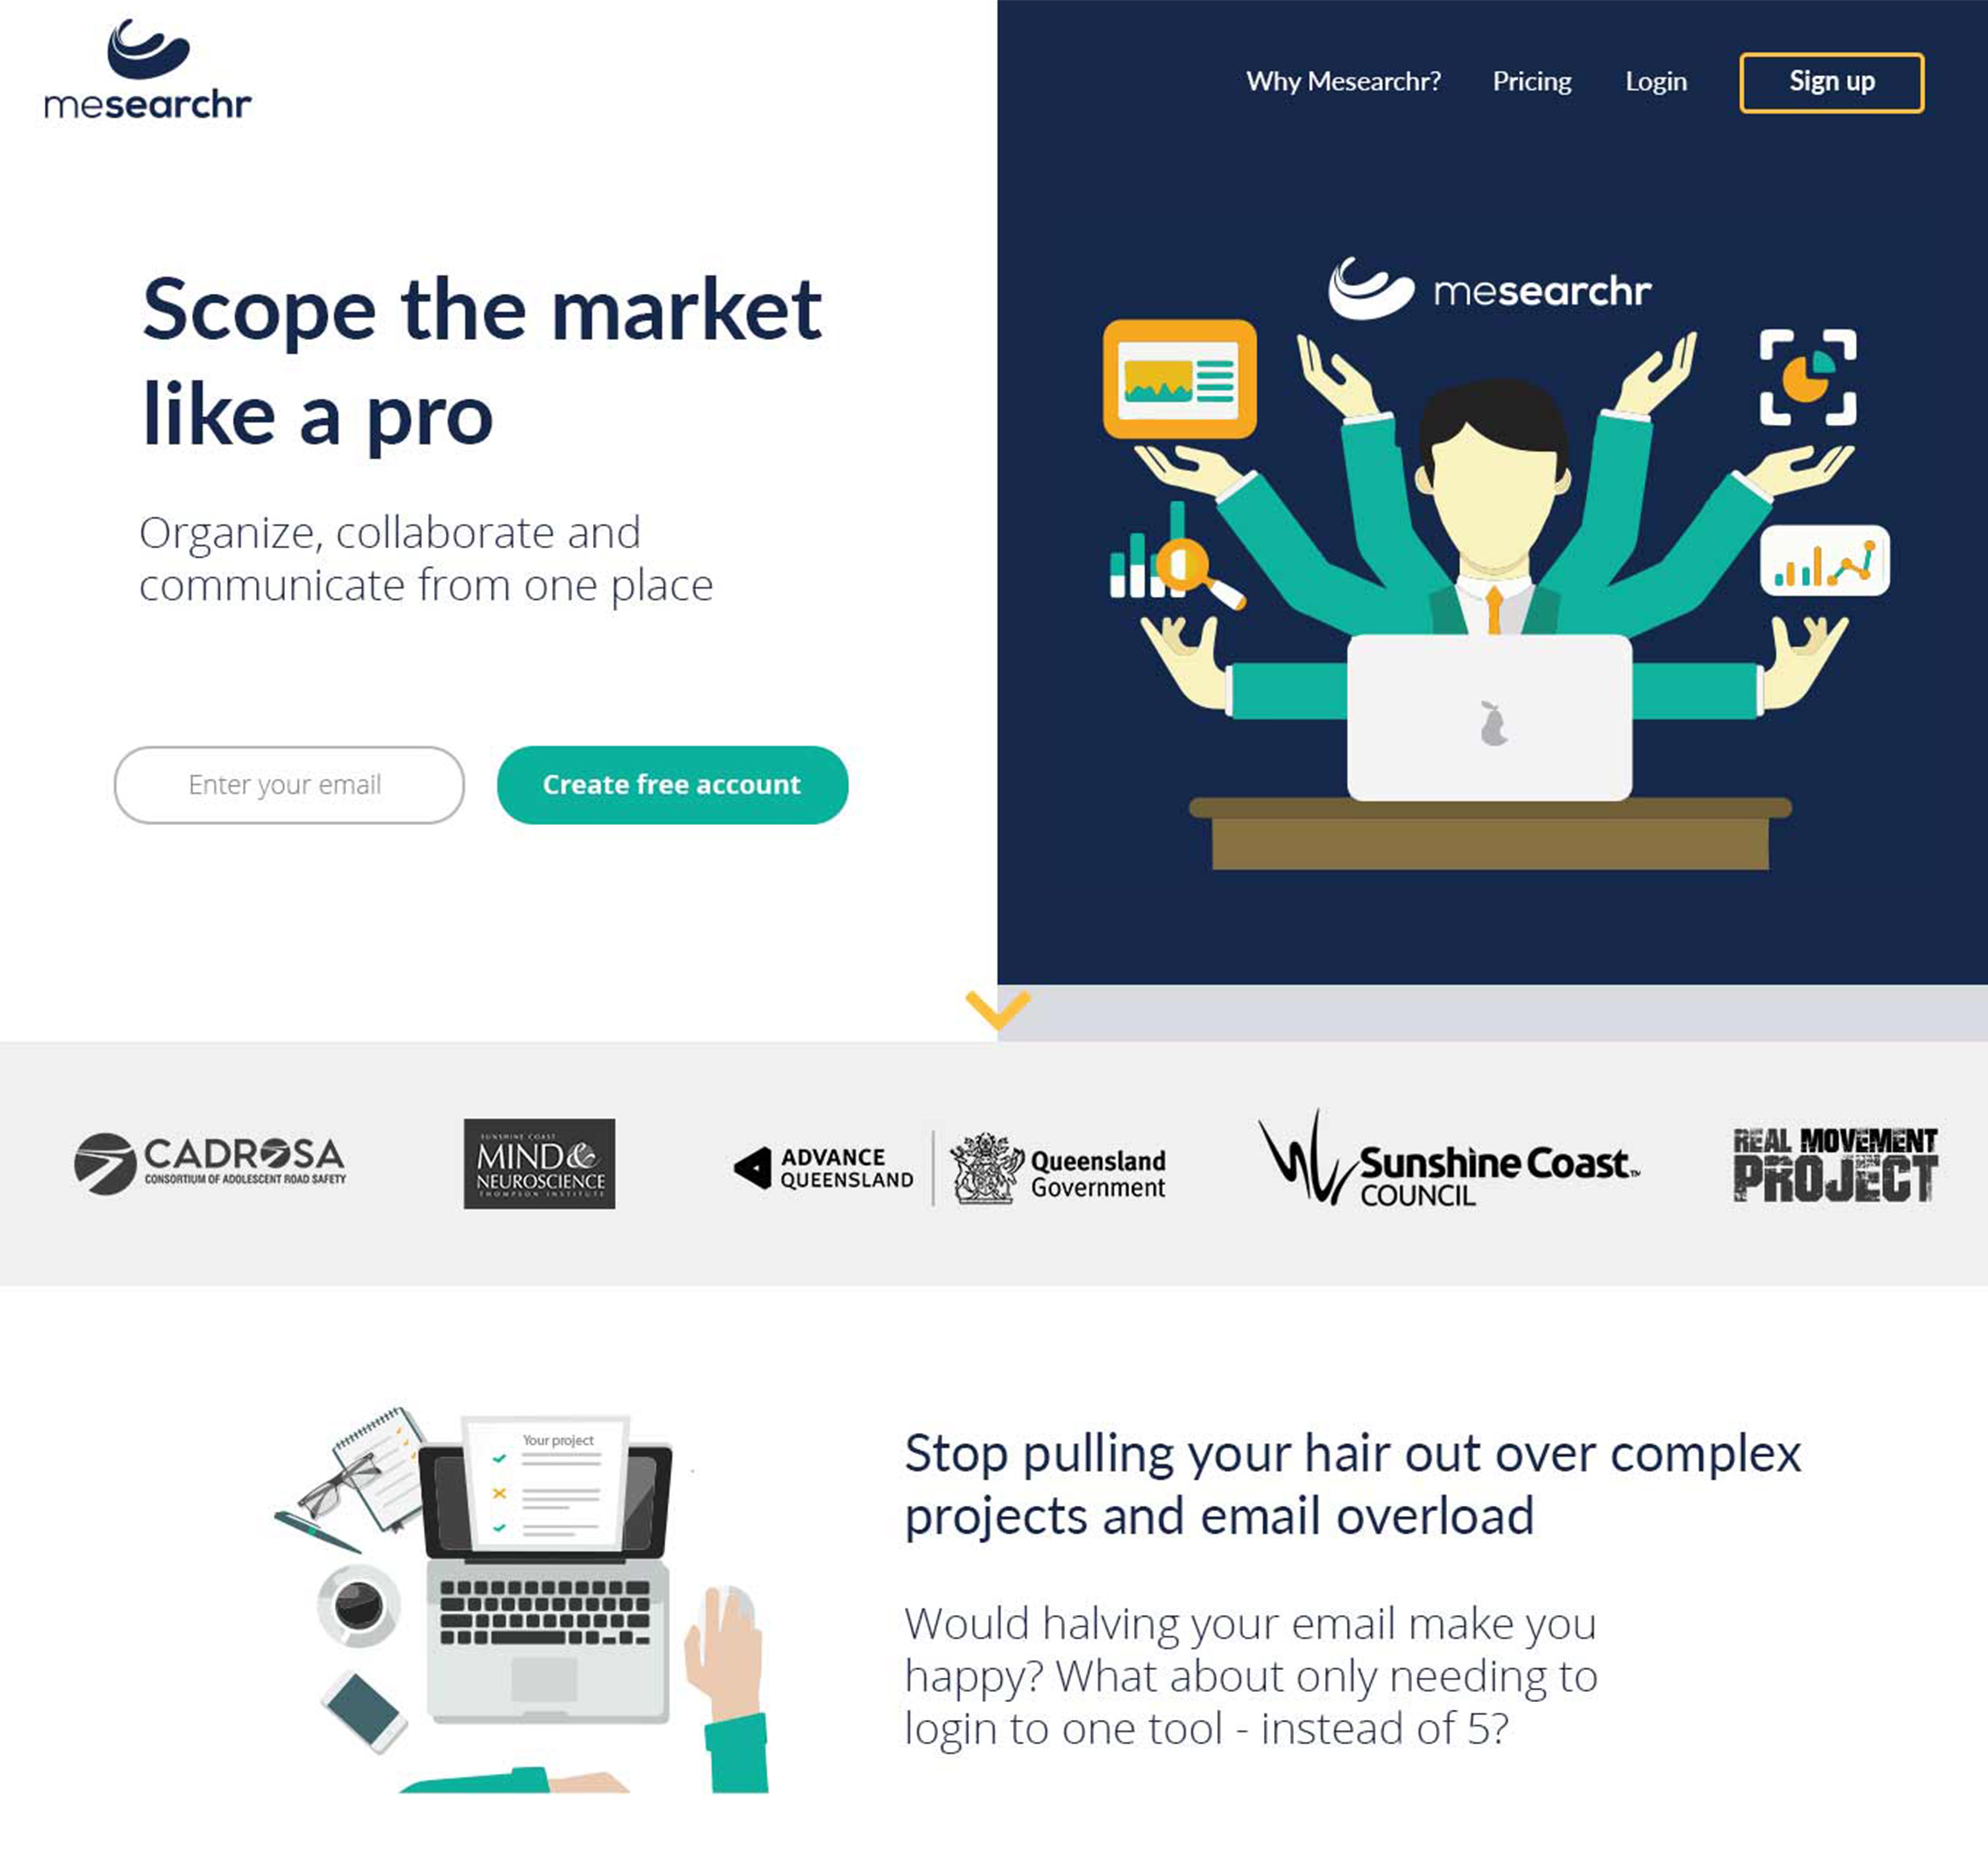 mesearchr
Why Mesearchr? Pricing Login Sign up
Scope the market
like a pro
Organize, collaborate and
communicate from one place
Enter your email
Create free account
mesearchr
CADROSA
CONSORTIUM OF ADOLESCENT ROAD SAFETY
SUNSHINE COAST
MIND &
NEUROSCIENCE
THOMPSON INSTITUTE
ADVANCE
QUEENSLAND
Queensland
Government
Sunshine Coast™
COUNCIL
REAL MOVEMENT
PROJECT
Your project
Stop pulling your hair out over complex
projects and email overload
Would halving your email make you
happy? What about only needing to
login to one tool - instead of 5?